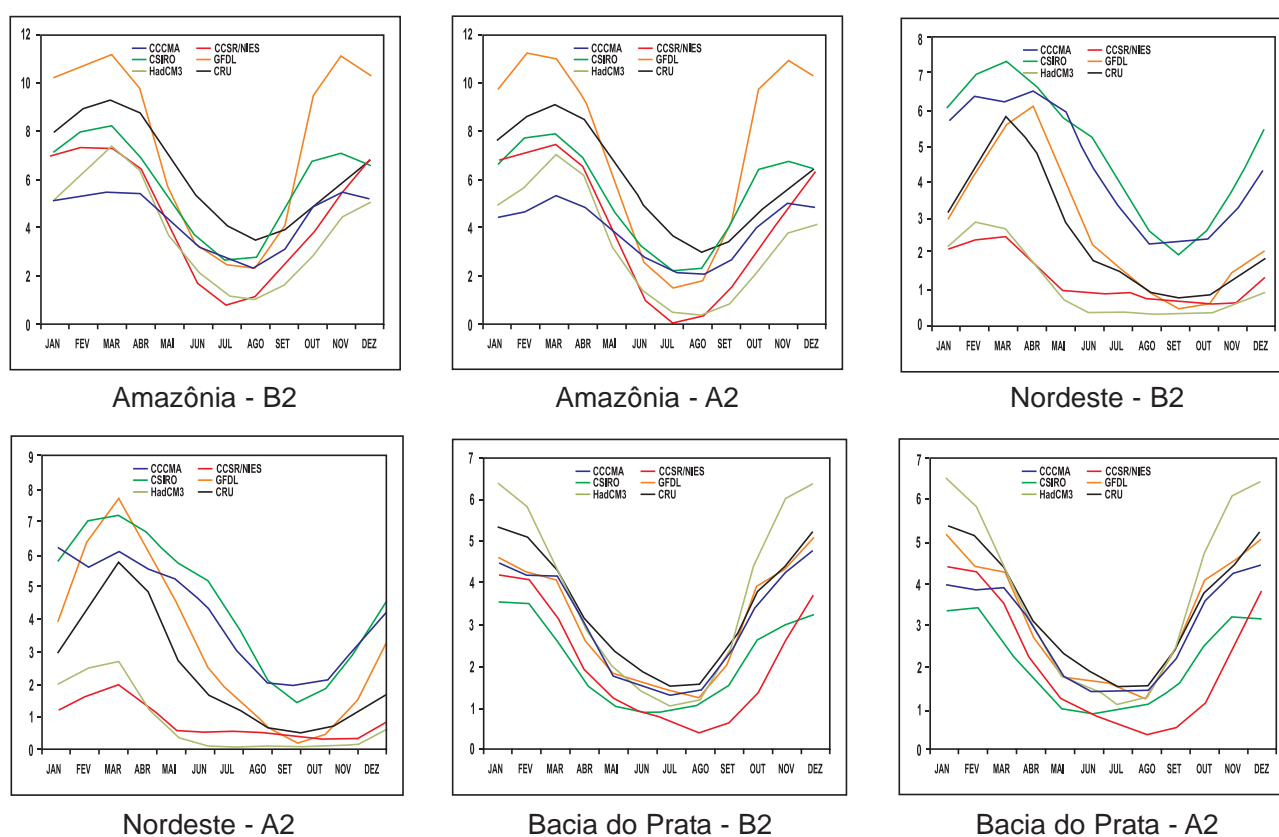 12
10
8
6
4
2
0
CCCMA CCSR/NIES
CSIRO GFDL
HadCM3 CRU
JAN FEV MAR ABR MAI JUN JUL AGO SET OUT NOV DEZ
Amazônia - B2
12
10
8
6
4
2
0
CCCMA CCSR/NIES
CSIRO GFDL
HadCM3 CRU
JAN FEV MAR ABR MAI JUN JUL AGO SET OUT NOV DEZ
Amazônia - A2
8
7
6
5
4
3
2
1
0
CCCMA CCSR/NIES
CSIRO GFDL
HadCM3 CRU
JAN FEV MAR ABR MAI JUN JUL AGO SET OUT NOV DEZ
Nordeste - B2
9
8
7
6
5
4
3
2
1
0
CCCMA CCSR/NIES
CSIRO GFDL
HadCM3 CRU
JAN FEV MAR ABR MAI JUN JUL AGO SET OUT NOV DEZ
Nordeste - A2
7
6
5
4
3
2
1
0
CCCMA CCSR/NIES
CSIRO GFDL
HadCM3 CRU
JAN FEV MAR ABR MAI JUN JUL AGO SET OUT NOV DEZ
Bacia do Prata - B2
7
6
5
4
3
2
1
0
CCCMA CCSR/NIES
CSIRO GFDL
HadCM3 CRU
JAN FEV MAR ABR MAI JUN JUL AGO SET OUT NOV DEZ
Bacia do Prata - A2